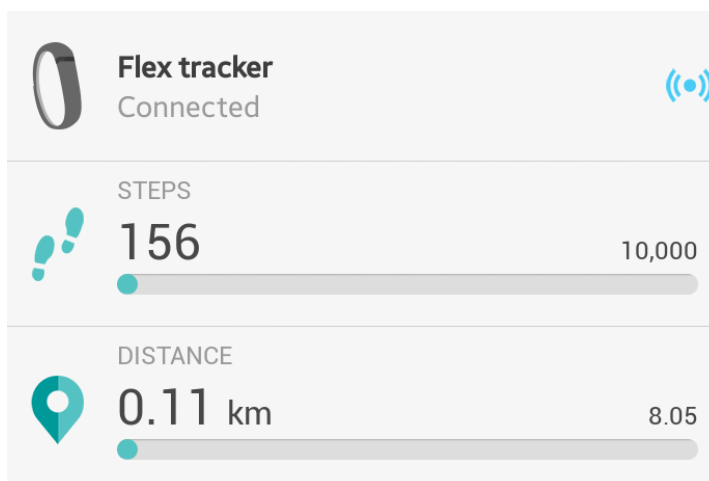 Flex tracker
Connected
STEPS
156
10,000
DISTANCE
0.11 km
8.05